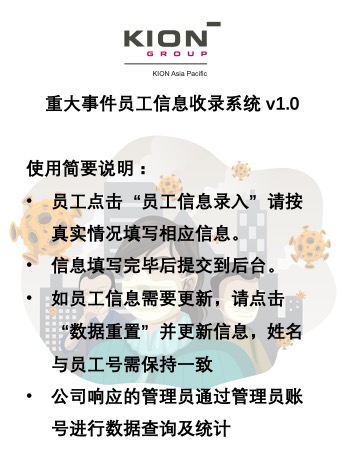 KION
GROUP
KION Asia Pacific
重大事件员工信息收录系统 v1.0
使用简要说明：
• 员工点击“员工信息录入”请按
真实情况填写相应信息。
• 信息填写完毕后提交到后台。
• 如员工信息需要更新，请点击
“数据重置”并更新信息，姓名
与员工号需保持一致
• 公司响应的管理员通过管理员账
号进行数据查询及统计